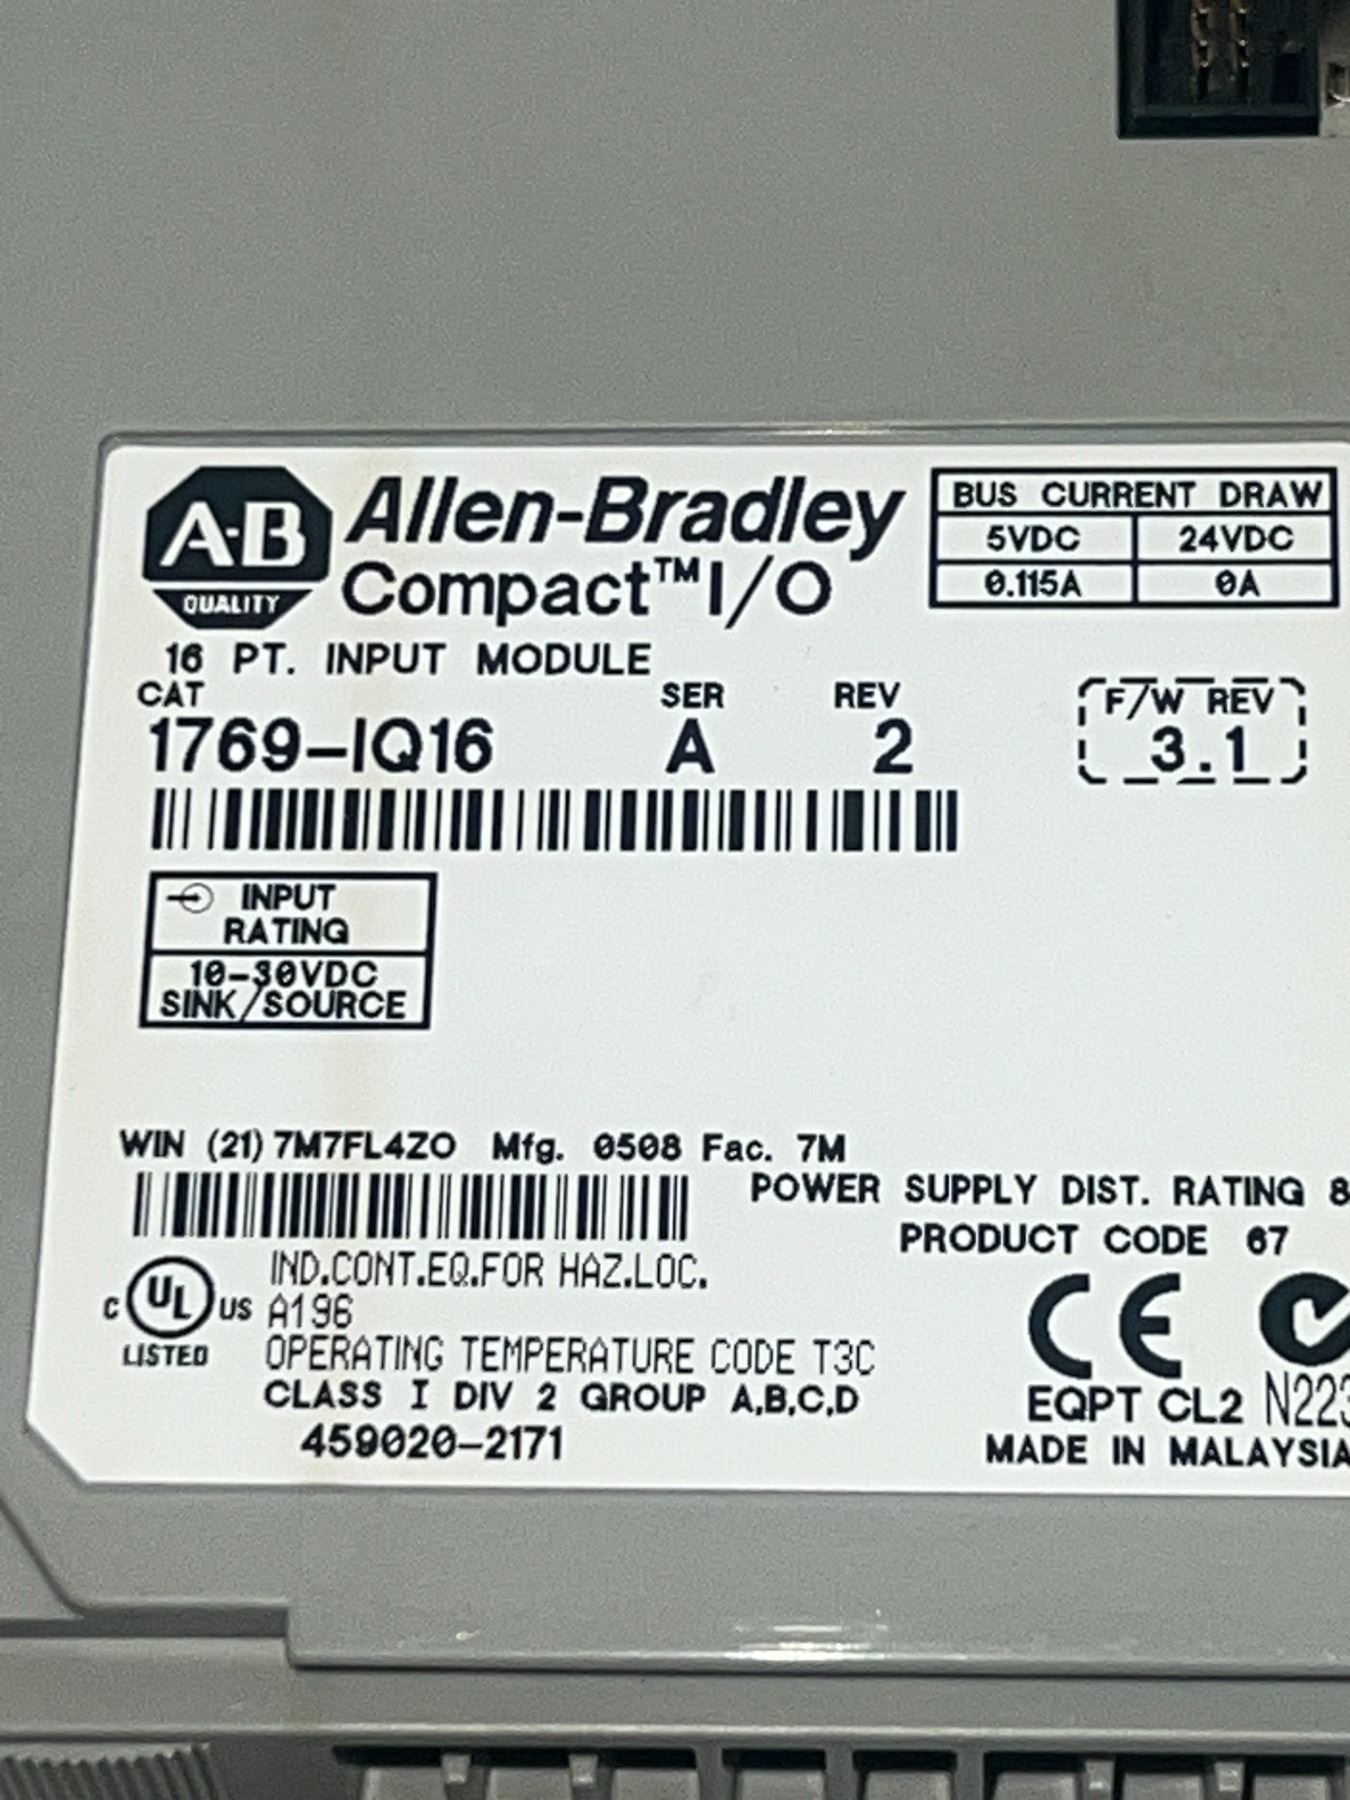 A-B
QUALITY
Allen-Bradley
Compact™ I/O
BUS CURRENT DRAW
5VDC 24VDC
0.115A 0A
16 PT. INPUT MODULE
CAT SER REV F/W REV
1769-IQ16 A 2 3.1
INPUT
RATING
10-30VDC
SINK/SOURCE
WIN (21) 7M7FL4ZO Mfg. 0508 Fac. 7M
POWER SUPPLY DIST. RATING 8
PRODUCT CODE 67
C UL US
LISTED
IND.CONT.EQ.FOR HAZ.LOC.
A196
OPERATING TEMPERATURE CODE T3C
CLASS I DIV 2 GROUP A,B,C,D
459020-2171
CE
EQPT CL2 N223
MADE IN MALAYSIA